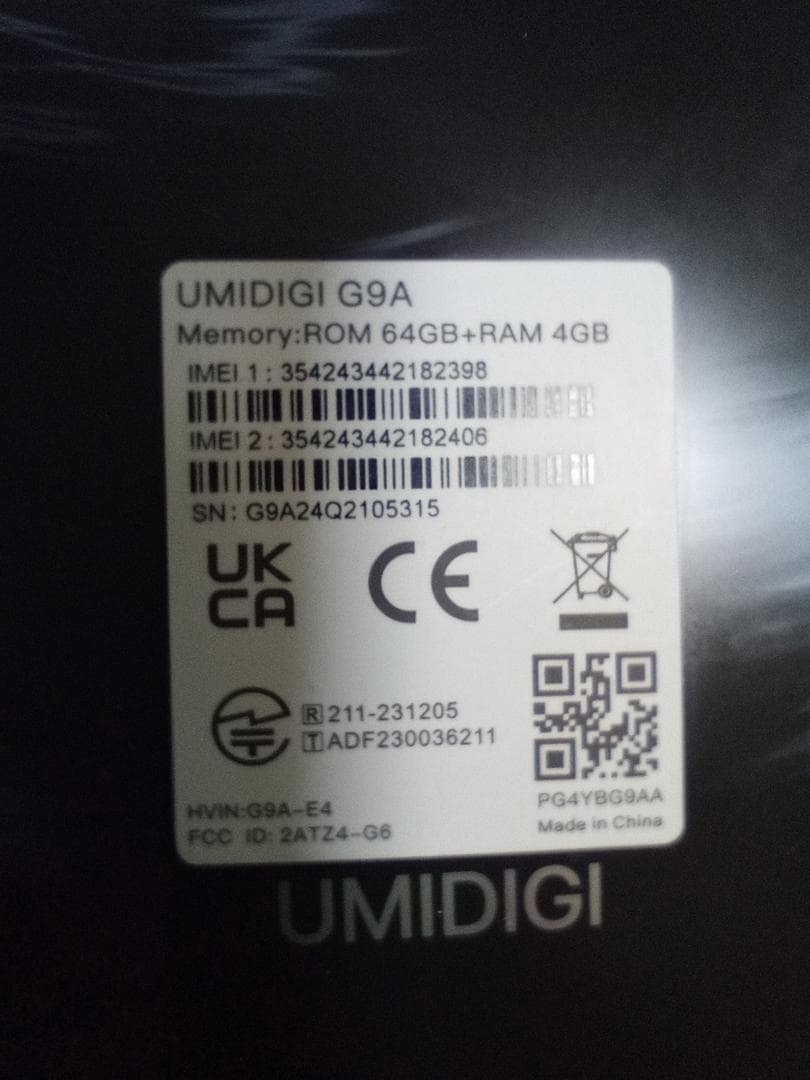 UMIDIGI G9A
Memory:ROM 64GB+RAM 4GB
IMEI 1 : 354243442182398
IMEI 2 : 354243442182406
SN: G9A24Q2105315
UK
CA
CE
R 211-231205
T ADF230036211
PG4YBG9AA
HVIN:G9A-E4
Made in China
FCC ID: 2ATZ4-G6
UMIDIGI